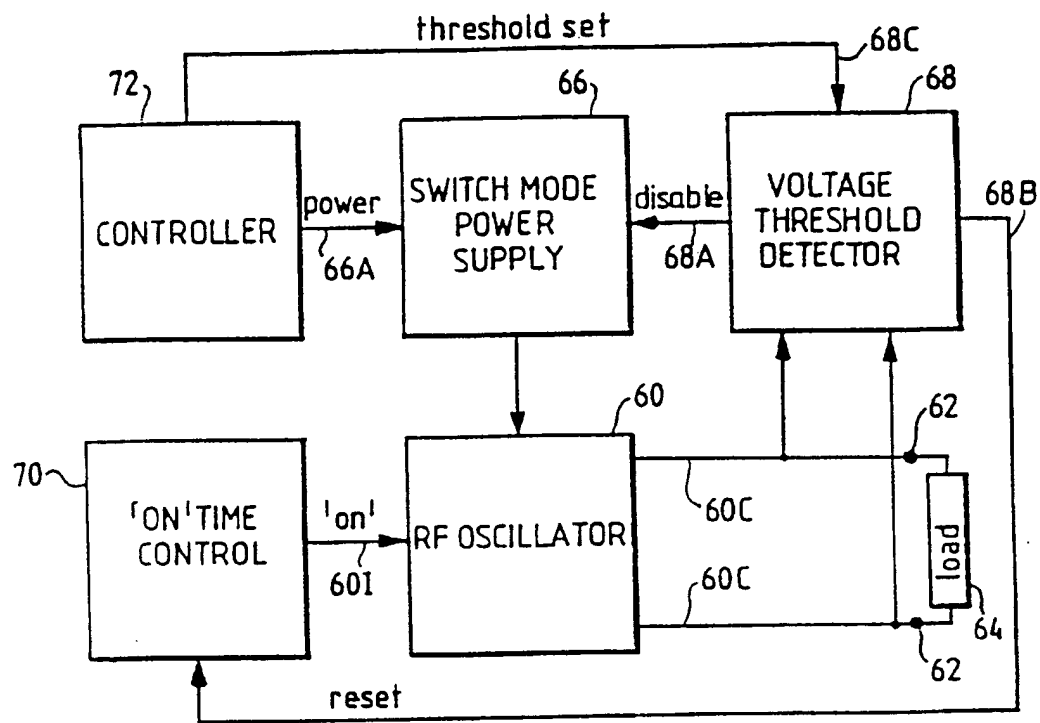 threshold set
68C
72
66
68
CONTROLLER
power
66A
SWITCH MODE
POWER
SUPPLY
disable
68A
VOLTAGE
THRESHOLD
DETECTOR
68B
60
62
70
'ON' TIME
CONTROL
'on'
60I
RF OSCILLATOR
60C
60C
load
64
62
reset